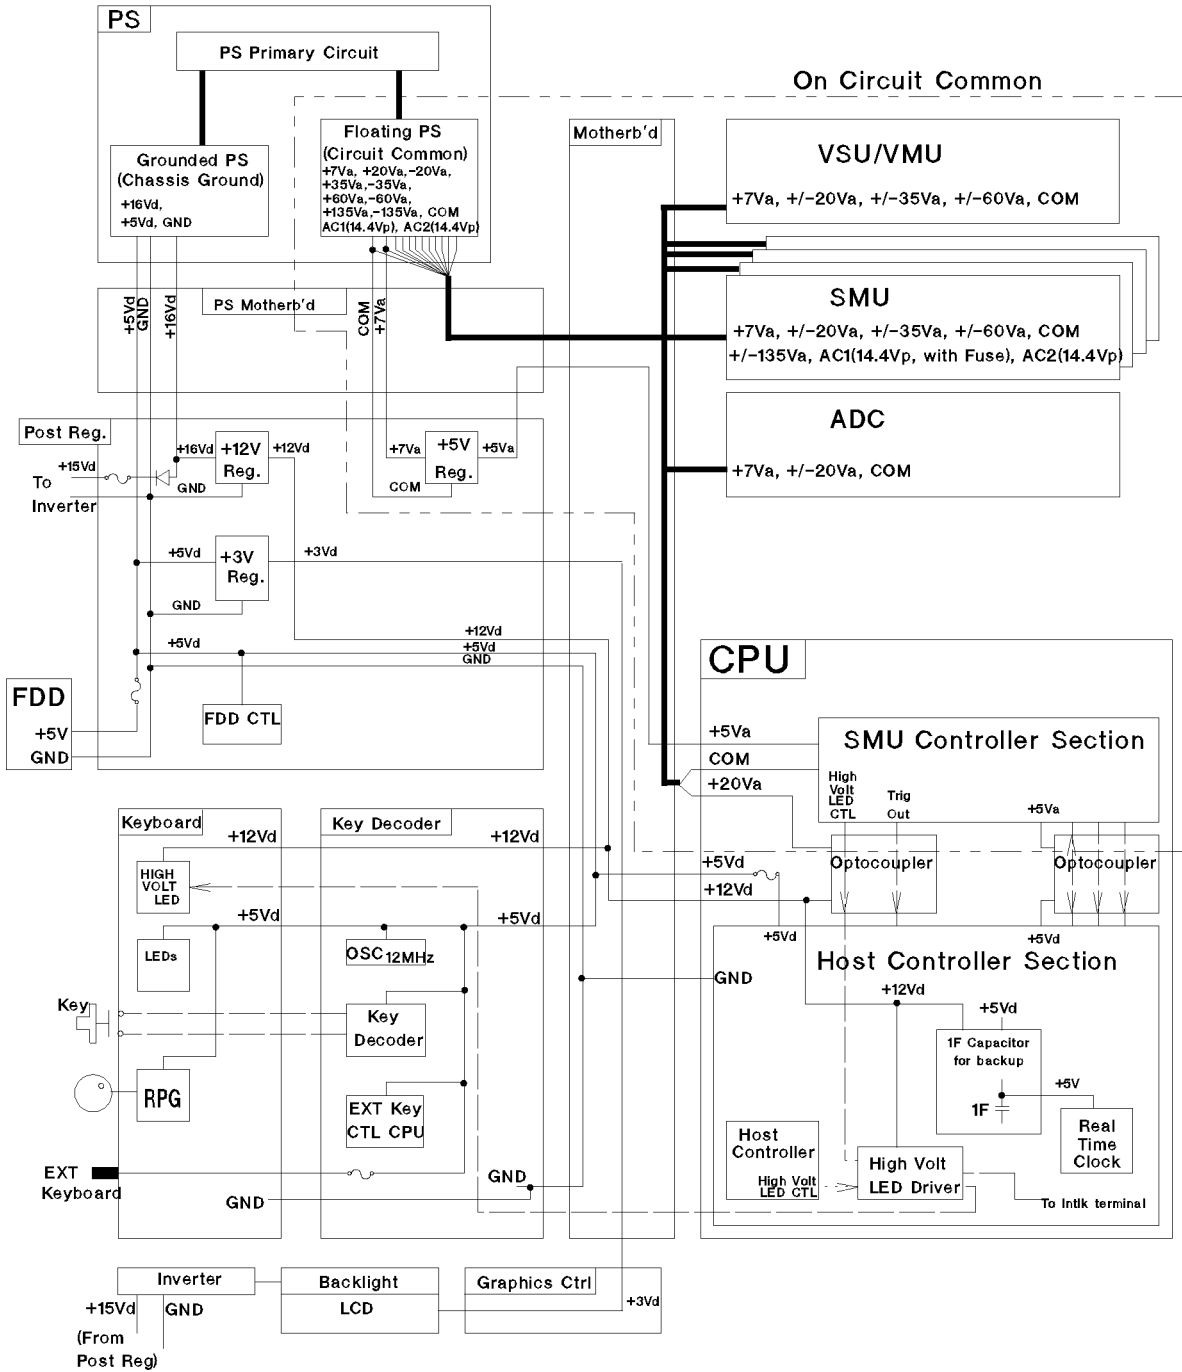 PS
PS Primary Circuit
On Circuit Common
Grounded PS
(Chassis Ground)
+16Vd,
+5Vd, GND
Floating PS
(Circuit Common)
+7Va, +20Va,-20Va,
+35Va,-35Va,
+60Va,-60Va,
+135Va,-135Va, COM
AC1(14.4Vp), AC2(14.4Vp)
Motherb'd
VSU/VMU
+7Va, +/-20Va, +/-35Va, +/-60Va, COM
SMU
+7Va, +/-20Va, +/-35Va, +/-60Va, COM
+/-135Va, AC1(14.4Vp, with Fuse), AC2(14.4Vp)
ADC
+7Va, +/-20Va, COM
PS Motherb'd
+5Vd
GND
+16Vd
COM
+7Va
Post Reg.
+15Vd
To
Inverter
+16Vd
+12V
Reg.
+12Vd
GND
+7Va
+5V
Reg.
+5Va
COM
+5Vd
+3V
Reg.
+3Vd
GND
+5Vd
+12Vd
+5Vd
GND
FDD
+5V
GND
FDD CTL
CPU
+5Va
COM
+20Va
SMU Controller Section
High
Volt
LED
CTL
Trig
Out
+5Va
Optocoupler
Optocoupler
+5Vd
+12Vd
+5Vd
+5Vd
Host Controller Section
GND
+12Vd
+5Vd
1F Capacitor
for backup
1F
+5V
Real
Time
Clock
Host
Controller
High Volt
LED CTL
High Volt
LED Driver
To Intlk terminal
Keyboard
+12Vd
HIGH
VOLT
LED
+5Vd
LEDs
Key
RPG
EXT
Keyboard
GND
Key Decoder
+12Vd
+5Vd
OSC 12MHz
Key
Decoder
EXT Key
CTL CPU
GND
Inverter
+15Vd
GND
(From
Post Reg)
Backlight
LCD
Graphics Ctrl
+3Vd